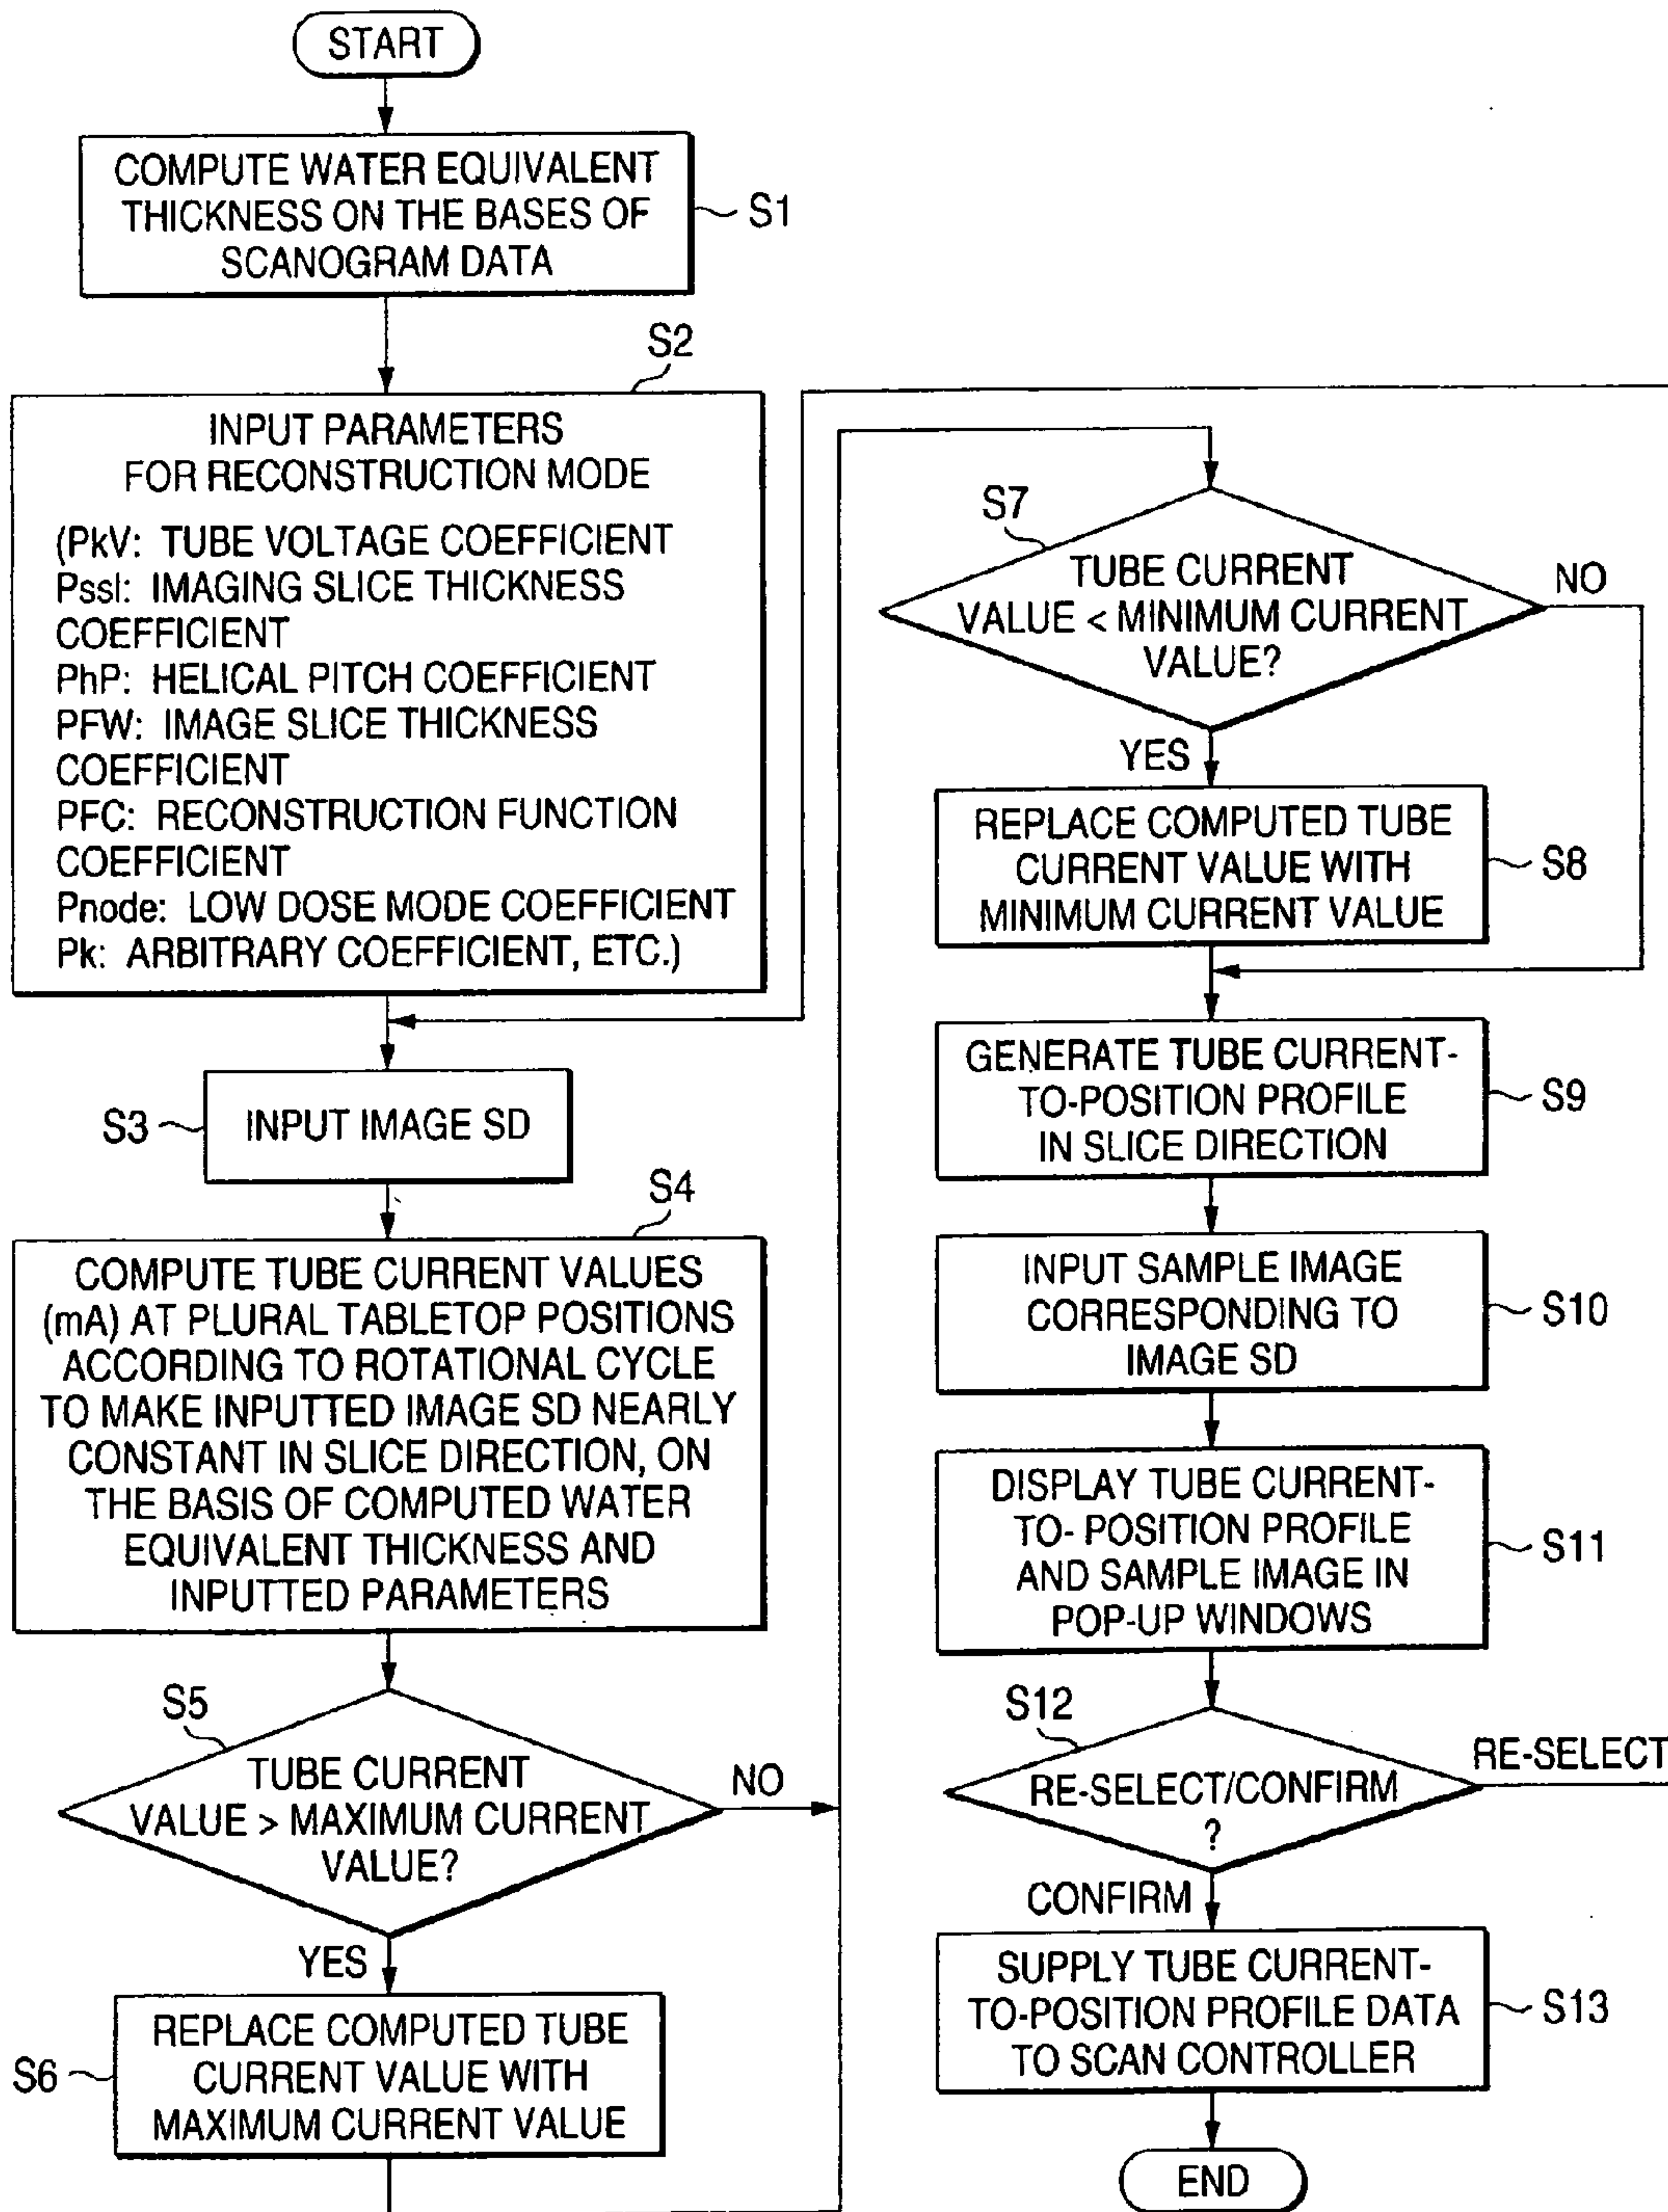 START
COMPUTE WATER EQUIVALENT
THICKNESS ON THE BASES OF
SCANOGRAM DATA
S1
S2
INPUT PARAMETERS
FOR RECONSTRUCTION MODE
(PkV: TUBE VOLTAGE COEFFICIENT
Pssl: IMAGING SLICE THICKNESS
COEFFICIENT
PhP: HELICAL PITCH COEFFICIENT
PFW: IMAGE SLICE THICKNESS
COEFFICIENT
PFC: RECONSTRUCTION FUNCTION
COEFFICIENT
Pnode: LOW DOSE MODE COEFFICIENT
Pk: ARBITRARY COEFFICIENT, ETC.)
S3
INPUT IMAGE SD
S4
COMPUTE TUBE CURRENT VALUES
(mA) AT PLURAL TABLETOP POSITIONS
ACCORDING TO ROTATIONAL CYCLE
TO MAKE INPUTTED IMAGE SD NEARLY
CONSTANT IN SLICE DIRECTION, ON
THE BASIS OF COMPUTED WATER
EQUIVALENT THICKNESS AND
INPUTTED PARAMETERS
S5
TUBE CURRENT
VALUE > MAXIMUM CURRENT
VALUE?
NO
YES
S6
REPLACE COMPUTED TUBE
CURRENT VALUE WITH
MAXIMUM CURRENT VALUE
S7
TUBE CURRENT
VALUE < MINIMUM CURRENT
VALUE?
NO
YES
REPLACE COMPUTED TUBE
CURRENT VALUE WITH
MINIMUM CURRENT VALUE
S8
GENERATE TUBE CURRENT-
TO-POSITION PROFILE
IN SLICE DIRECTION
S9
INPUT SAMPLE IMAGE
CORRESPONDING TO
IMAGE SD
S10
DISPLAY TUBE CURRENT-
TO- POSITION PROFILE
AND SAMPLE IMAGE IN
POP-UP WINDOWS
S11
S12
RE-SELECT/CONFIRM
?
RE-SELECT
CONFIRM
SUPPLY TUBE CURRENT-
TO-POSITION PROFILE DATA
TO SCAN CONTROLLER
S13
END